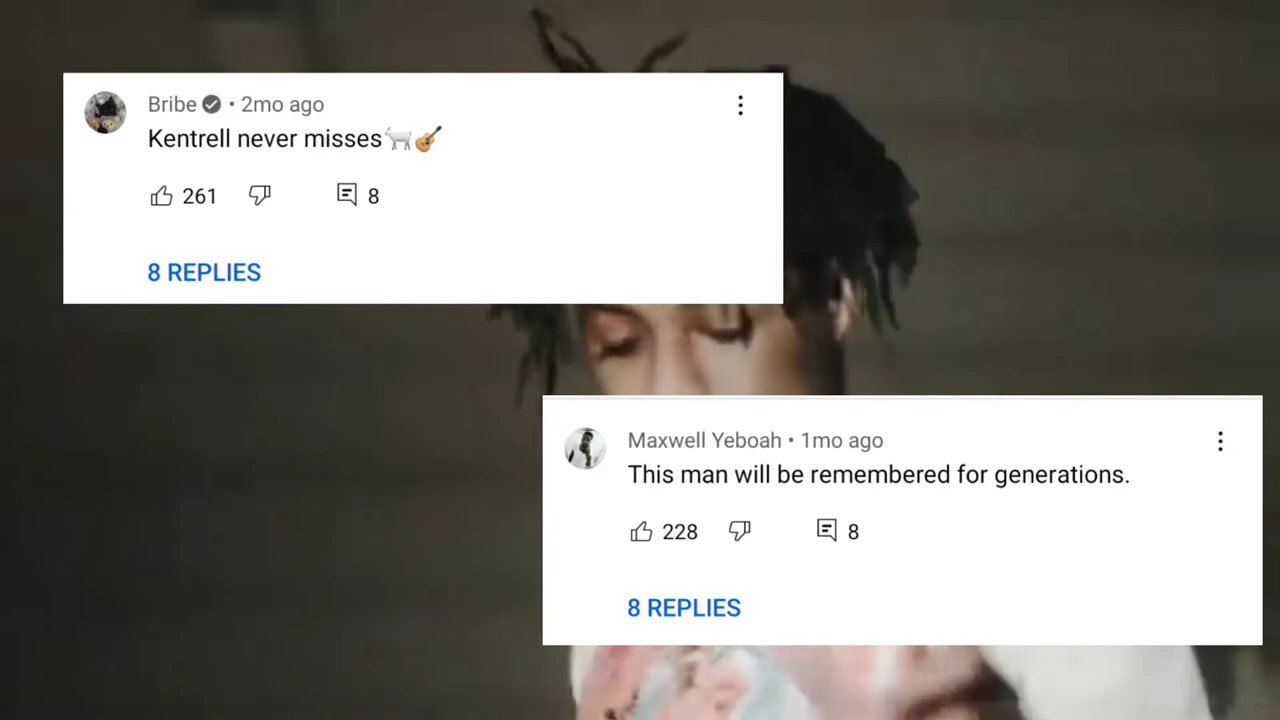 Bribe • 2mo ago
Kentrell never misses🐐🎸
261 8
8 REPLIES
Maxwell Yeboah • 1mo ago
This man will be remembered for generations.
228 8
8 REPLIES